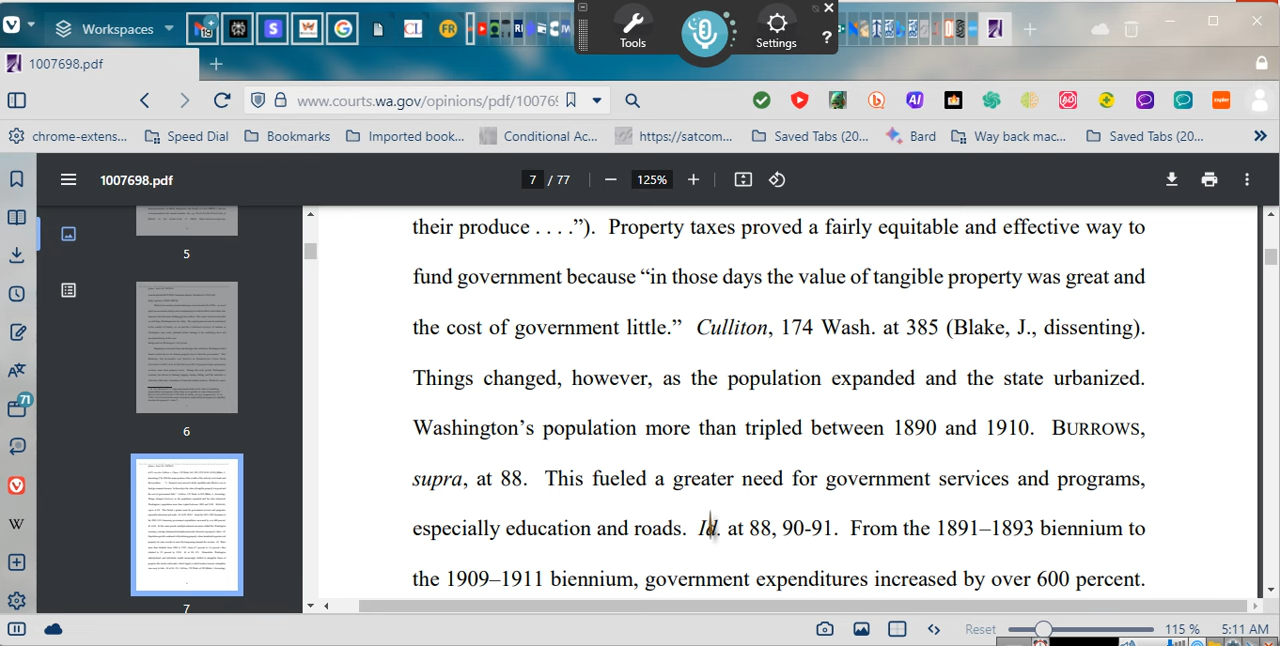 Workspaces
19
S
G
CL
FR
Tools
Settings
?
1007698.pdf
www.courts.wa.gov/opinions/pdf/10076
AI
chrome-extens...
Speed Dial
Bookmarks
Imported book...
Conditional Ac...
https://satcom...
Saved Tabs (20...
Bard
Way back mac...
Saved Tabs (20...
1007698.pdf
7 / 77
125%
5
6
7
71
W
their produce . . . .”). Property taxes proved a fairly equitable and effective way to
fund government because “in those days the value of tangible property was great and
the cost of government little.” Culliton, 174 Wash. at 385 (Blake, J., dissenting).
Things changed, however, as the population expanded and the state urbanized.
Washington’s population more than tripled between 1890 and 1910. BURROWS,
supra, at 88. This fueled a greater need for government services and programs,
especially education and roads. Id. at 88, 90-91. From the 1891–1893 biennium to
the 1909–1911 biennium, government expenditures increased by over 600 percent.
Reset
115 %
5:11 AM